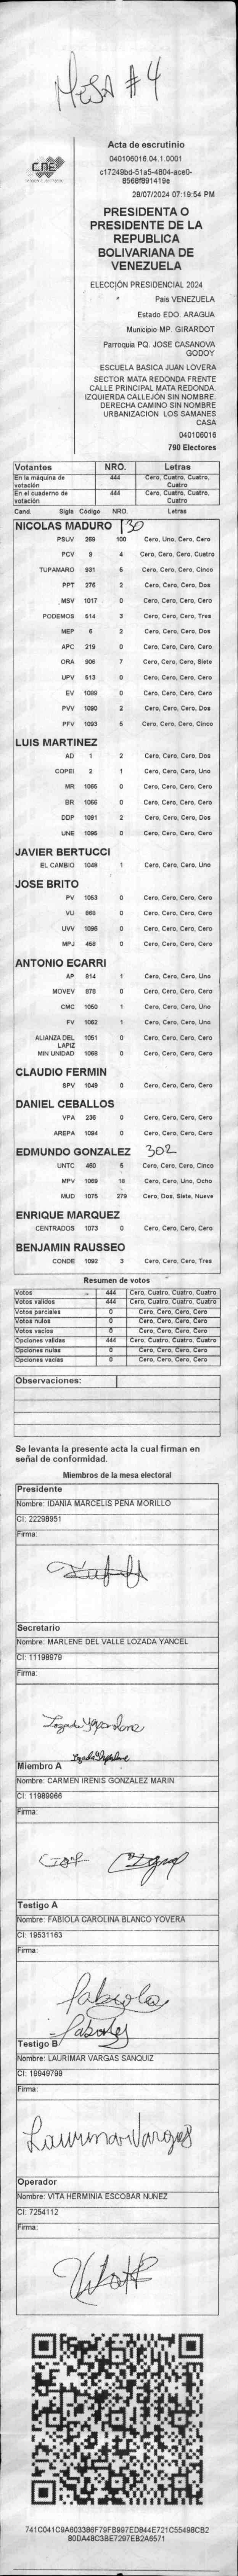 MESA #4
CNE
Acta de escrutinio
040106016.04.1.0001
c17249bd-51a5-4804-ace0-
8566f891419e
28/07/2024 07:19:54 PM
PRESIDENTA O
PRESIDENTE DE LA
REPUBLICA
BOLIVARIANA DE
VENEZUELA
ELECCIÓN PRESIDENCIAL 2024
País VENEZUELA
Estado EDO. ARAGUA
Municipio MP. GIRARDOT
Parroquia PQ. JOSE CASANOVA
GODOY
ESCUELA BASICA JUAN LOVERA
SECTOR MATA REDONDA FRENTE
CALLE PRINCIPAL MATA REDONDA.
IZQUIERDA CALLEJÓN SIN NOMBRE.
DERECHA CAMINO SIN NOMBRE
URBANIZACION LOS SAMANES
CASA
040106016
790 Electores
Votantes NRO. Letras
En la máquina de votación 444 Cero, Cuatro, Cuatro, Cuatro
En el cuaderno de votación 444 Cero, Cuatro, Cuatro, Cuatro
Cand. Sigla Código NRO. Letras
NICOLAS MADURO 130
PSUV 269 100 Cero, Uno, Cero, Cero
PCV 9 4 Cero, Cero, Cero, Cuatro
TUPAMARO 931 5 Cero, Cero, Cero, Cinco
PPT 276 2 Cero, Cero, Cero, Dos
MSV 1017 0 Cero, Cero, Cero, Cero
PODEMOS 514 3 Cero, Cero, Cero, Tres
MEP 6 2 Cero, Cero, Cero, Dos
APC 219 0 Cero, Cero, Cero, Cero
ORA 906 7 Cero, Cero, Cero, Siete
UPV 513 0 Cero, Cero, Cero, Cero
EV 1089 0 Cero, Cero, Cero, Cero
PVV 1090 2 Cero, Cero, Cero, Dos
PFV 1093 5 Cero, Cero, Cero, Cinco
LUIS MARTINEZ
AD 1 2 Cero, Cero, Cero, Dos
COPEI 2 1 Cero, Cero, Cero, Uno
MR 1065 0 Cero, Cero, Cero, Cero
BR 1066 0 Cero, Cero, Cero, Cero
DDP 1091 2 Cero, Cero, Cero, Dos
UNE 1095 0 Cero, Cero, Cero, Cero
JAVIER BERTUCCI
EL CAMBIO 1048 1 Cero, Cero, Cero, Uno
JOSE BRITO
PV 1053 0 Cero, Cero, Cero, Cero
VU 868 0 Cero, Cero, Cero, Cero
UVV 1096 0 Cero, Cero, Cero, Cero
MPJ 458 0 Cero, Cero, Cero, Cero
ANTONIO ECARRI
AP 814 1 Cero, Cero, Cero, Uno
MOVEV 878 0 Cero, Cero, Cero, Cero
CMC 1050 1 Cero, Cero, Cero, Uno
FV 1062 1 Cero, Cero, Cero, Uno
ALIANZA DEL LAPIZ 1051 0 Cero, Cero, Cero, Cero
MIN UNIDAD 1068 0 Cero, Cero, Cero, Cero
CLAUDIO FERMIN
SPV 1049 0 Cero, Cero, Cero, Cero
DANIEL CEBALLOS
VPA 236 0 Cero, Cero, Cero, Cero
AREPA 1094 0 Cero, Cero, Cero, Cero
EDMUNDO GONZALEZ 302
UNTC 460 5 Cero, Cero, Cero, Cinco
MPV 1069 18 Cero, Cero, Uno, Ocho
MUD 1075 279 Cero, Dos, Siete, Nueve
ENRIQUE MARQUEZ
CENTRADOS 1073 0 Cero, Cero, Cero, Cero
BENJAMIN RAUSSEO
CONDE 1092 3 Cero, Cero, Cero, Tres
Resumen de votos
Votos 444 Cero, Cuatro, Cuatro, Cuatro
Votos validos 444 Cero, Cuatro, Cuatro, Cuatro
Votos parciales 0 Cero, Cero, Cero, Cero
Votos nulos 0 Cero, Cero, Cero, Cero
Votos vacios 0 Cero, Cero, Cero, Cero
Opciones validas 444 Cero, Cuatro, Cuatro, Cuatro
Opciones nulas 0 Cero, Cero, Cero, Cero
Opciones vacias 0 Cero, Cero, Cero, Cero
Observaciones:
Se levanta la presente acta la cual firman en
señal de conformidad.
Miembros de la mesa electoral
Presidente
Nombre: IDANIA MARCELIS PENA MORILLO
CI: 22298951
Firma:
Secretario
Nombre: MARLENE DEL VALLE LOZADA YANCEL
CI: 11198979
Firma:
Miembro A
Nombre: CARMEN IRENIS GONZALEZ MARIN
CI: 11989966
Firma:
Testigo A
Nombre: FABIOLA CAROLINA BLANCO YOVERA
CI: 19531163
Firma:
Fabiola
Testigo B
Nombre: LAURIMAR VARGAS SANQUIZ
CI: 19949799
Firma:
Laurimar Vargas
Operador
Nombre: VITA HERMINIA ESCOBAR NUNEZ
CI: 7254112
Firma:
741C041C9A603386F79FB997ED844E721C55498CB2
80DA48C3BE7297EB2A6571